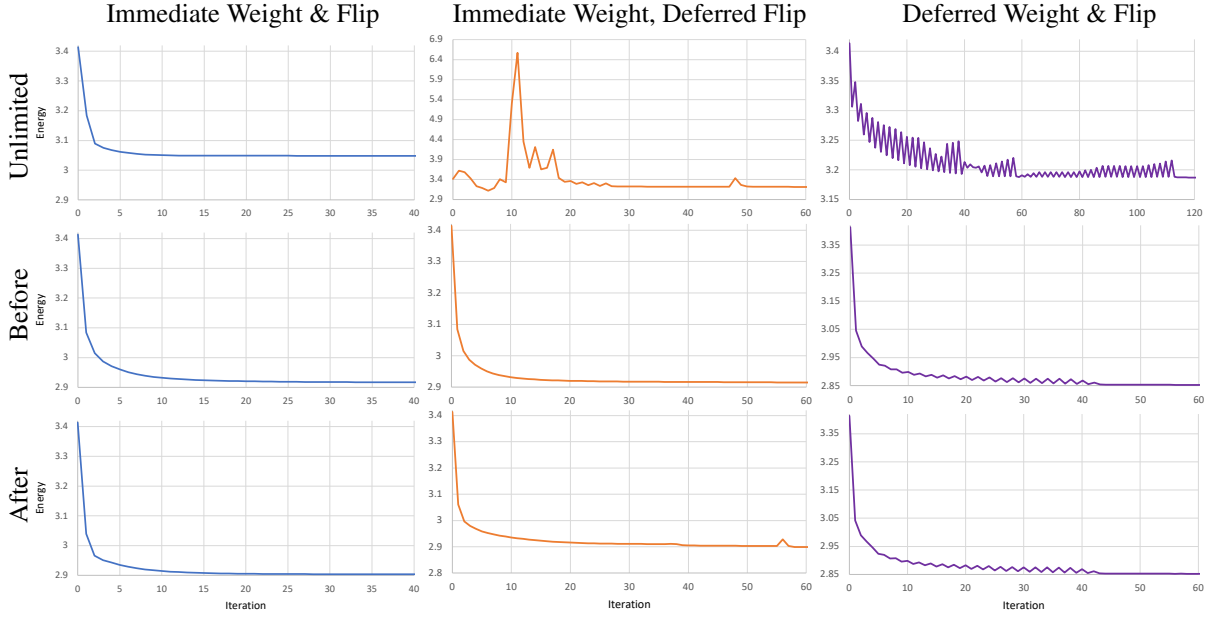 Immediate Weight & Flip
Immediate Weight, Deferred Flip
Deferred Weight & Flip
Unlimited
Energy
3.4
3.3
3.2
3.1
3
2.9
0 5 10 15 20 25 30 35 40
6.9
6.4
5.9
5.4
4.9
4.4
3.9
3.4
2.9
0 10 20 30 40 50 60
3.4
3.35
3.3
3.25
3.2
3.15
0 20 40 60 80 100 120
Before
Energy
3.4
3.3
3.2
3.1
3
2.9
0 5 10 15 20 25 30 35 40
3.4
3.3
3.2
3.1
3
2.9
0 10 20 30 40 50 60
3.35
3.25
3.15
3.05
2.95
2.85
0 10 20 30 40 50 60
After
Energy
3.4
3.3
3.2
3.1
3
2.9
0 5 10 15 20 25 30 35 40
Iteration
3.4
3.3
3.2
3.1
3
2.9
2.8
0 10 20 30 40 50 60
Iteration
3.35
3.25
3.15
3.05
2.95
2.85
0 10 20 30 40 50 60
Iteration